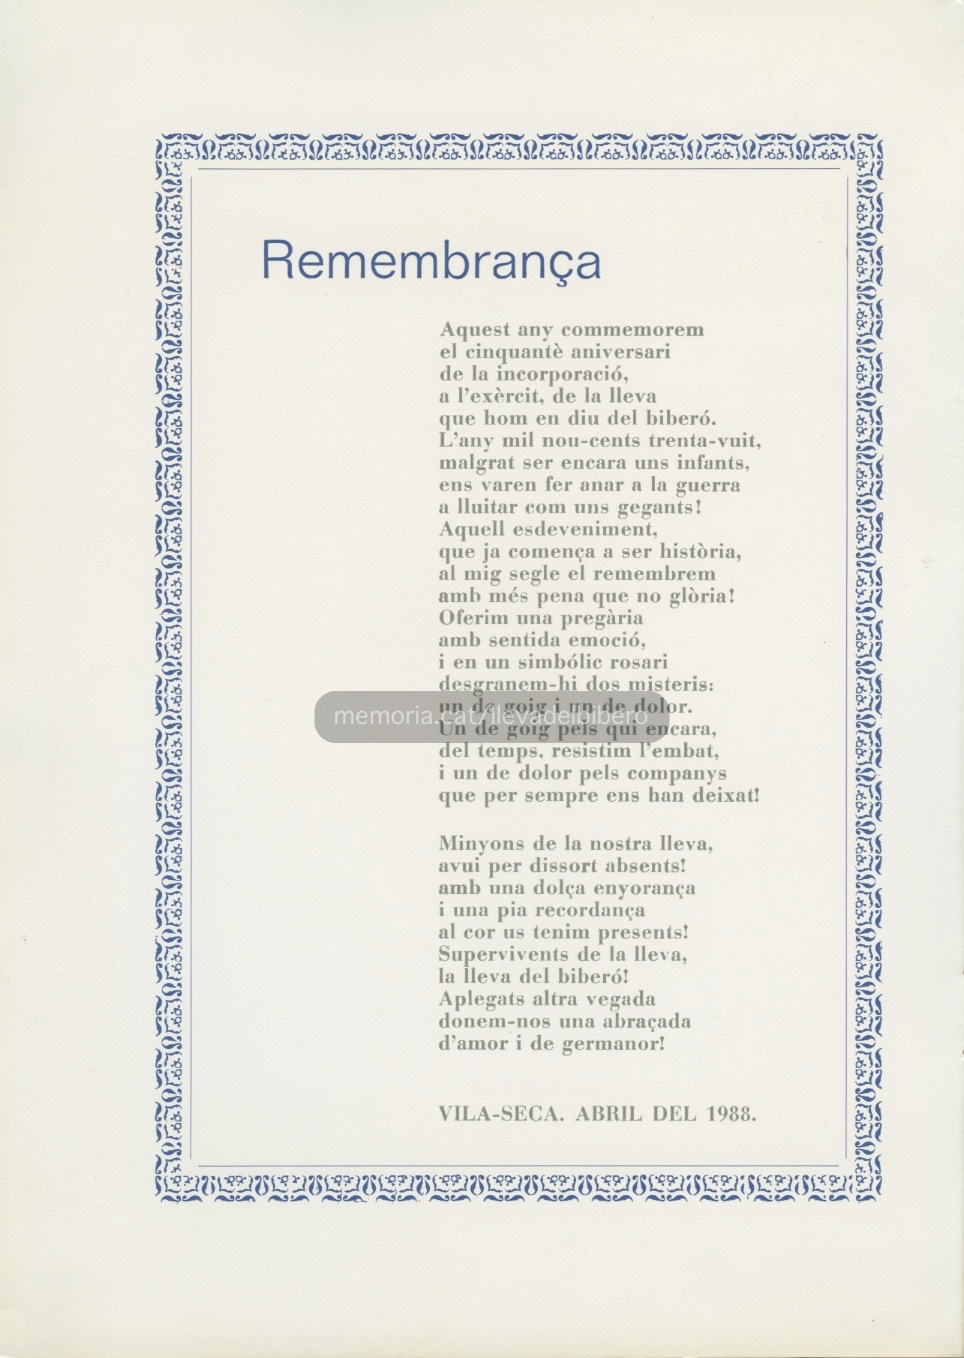 Remembrança
Aquest any commemorem
el cinquantè aniversari
de la incorporació,
a l'exèrcit, de la lleva
que hom en diu del biberó.
L'any mil nou-cents trenta-vuit,
malgrat ser encara uns infants,
ens varen fer anar a la guerra
a lluitar com uns gegants!
Aquell esdeveniment,
que ja comença a ser història,
al mig segle el remembrem
amb més pena que no glòria!
Oferim una pregària
amb sentida emoció,
i en un simbólic rosari
desgranem-hi dos misteris:
un de goig i un de dolor.
memoria.cat/llevadelbibero
Un de goig pels qui encara,
del temps, resistim l'embat,
i un de dolor pels companys
que per sempre ens han deixat!
Minyons de la nostra lleva,
avui per dissort absents!
amb una dolça enyorança
i una pia recordança
al cor us tenim presents!
Supervivents de la lleva,
la lleva del biberó!
Aplegats altra vegada
donem-nos una abraçada
d'amor i de germanor!
VILA-SECA. ABRIL DEL 1988.